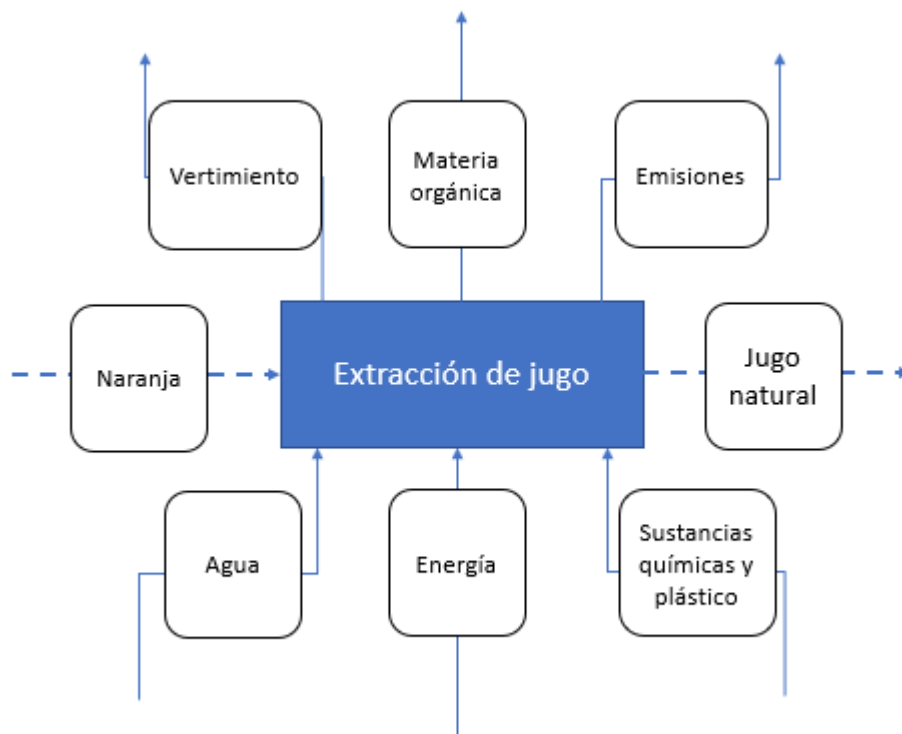 Vertimiento
Materia
orgánica
Emisiones
Naranja
Extracción de jugo
Jugo
natural
Agua
Energía
Sustancias
químicas y
plástico